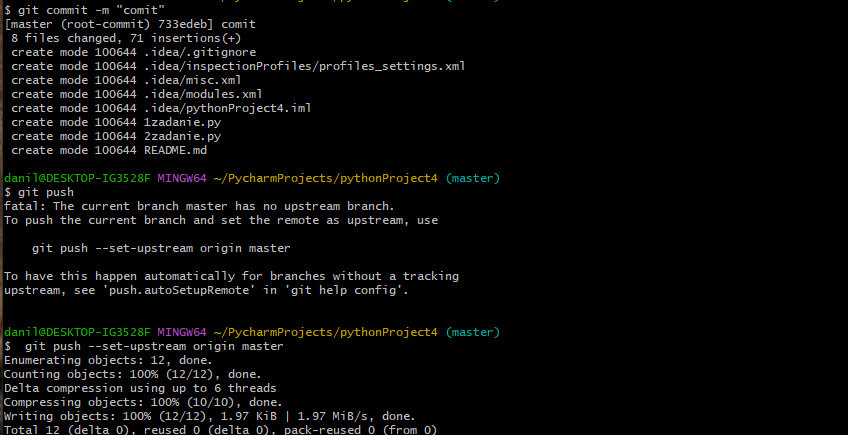 $ git commit -m "comit"
[master (root-commit) 733edeb] comit
 8 files changed, 71 insertions(+)
 create mode 100644 .idea/.gitignore
 create mode 100644 .idea/inspectionProfiles/profiles_settings.xml
 create mode 100644 .idea/misc.xml
 create mode 100644 .idea/modules.xml
 create mode 100644 .idea/pythonProject4.iml
 create mode 100644 1zadanie.py
 create mode 100644 2zadanie.py
 create mode 100644 README.md
danil@DESKTOP-IG3528F MINGW64 ~/PycharmProjects/pythonProject4 (master)
$ git push
fatal: The current branch master has no upstream branch.
To push the current branch and set the remote as upstream, use
    git push --set-upstream origin master
To have this happen automatically for branches without a tracking
upstream, see 'push.autoSetupRemote' in 'git help config'.
danil@DESKTOP-IG3528F MINGW64 ~/PycharmProjects/pythonProject4 (master)
$  git push --set-upstream origin master
Enumerating objects: 12, done.
Counting objects: 100% (12/12), done.
Delta compression using up to 6 threads
Compressing objects: 100% (10/10), done.
Writing objects: 100% (12/12), 1.97 KiB | 1.97 MiB/s, done.
Total 12 (delta 0), reused 0 (delta 0), pack-reused 0 (from 0)